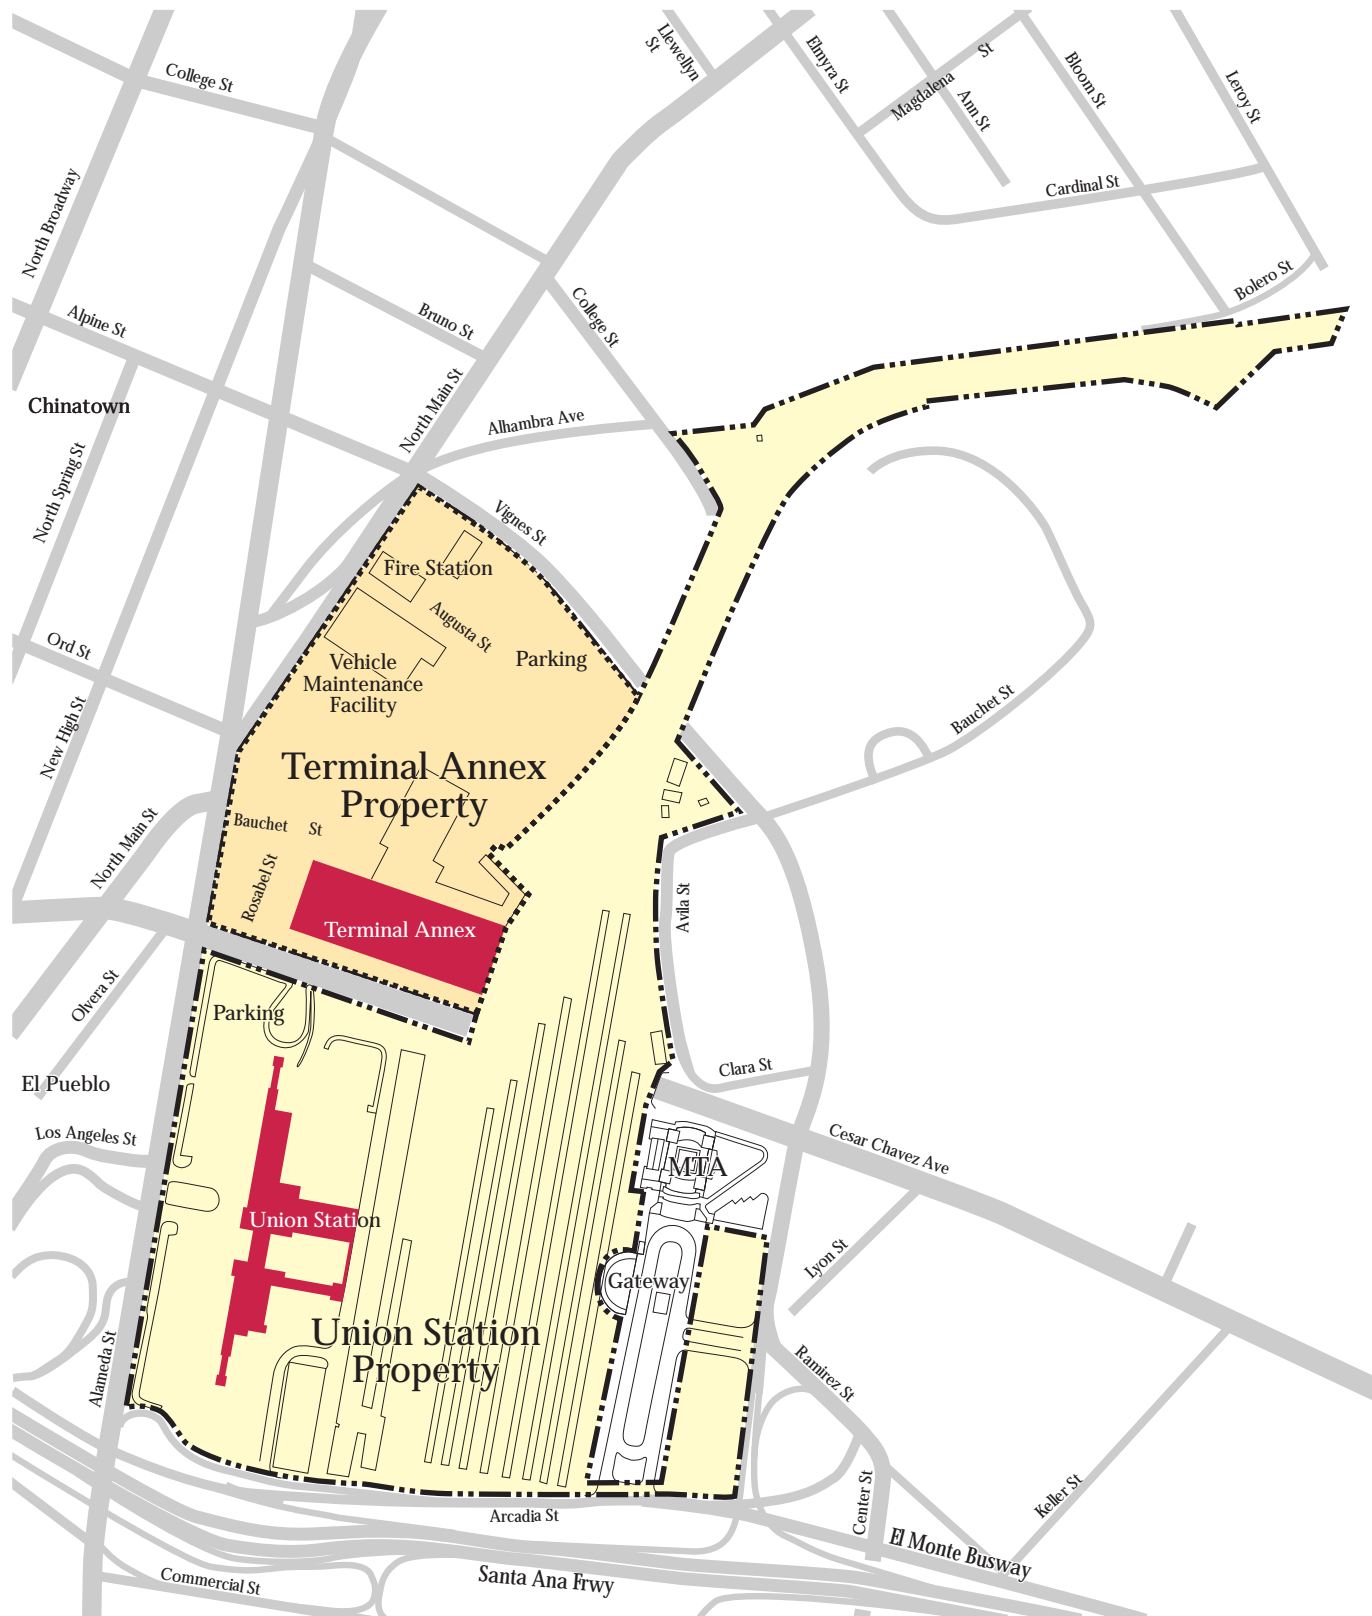 Llewellyn
St
Elmyra St
Magdalena St
Ann St
Bloom St
Leroy St
College St
Cardinal St
North Broadway
Bolero St
Alpine St
Bruno St
College St
Chinatown
North Main St
Alhambra Ave
North Spring St
Vignes St
Fire Station
Augusta St
Ord St
Parking
Vehicle
Maintenance
Facility
New High St
Bauchet St
Terminal Annex
Property
Bauchet St
North Main St
Rosabel St
Avila St
Terminal Annex
Olvera St
Parking
Clara St
El Pueblo
Los Angeles St
Cesar Chavez Ave
MTA
Union Station
Lyon St
Gateway
Union Station
Property
Alameda St
Ramirez St
Center St
Keller St
Arcadia St
El Monte Busway
Santa Ana Frwy
Commercial St